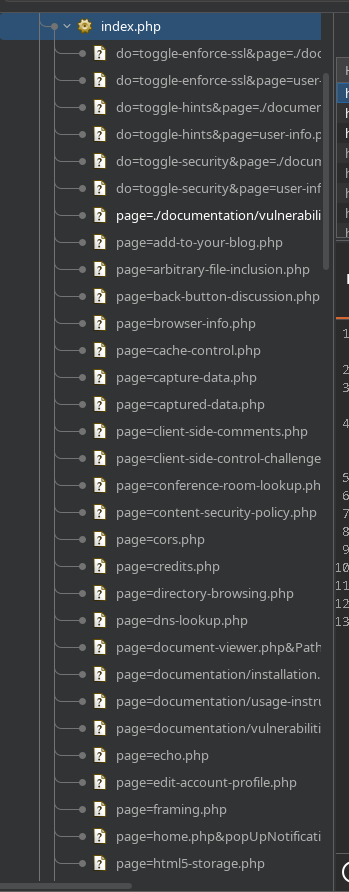 index.php
do=toggle-enforce-ssl&page=./doc
do=toggle-enforce-ssl&page=user-
do=toggle-hints&page=./documer
do=toggle-hints&page=user-info.p
do=toggle-security&page=./docum
do=toggle-security&page=user-inf
page=./documentation/vulnerabili
page=add-to-your-blog.php
page=arbitrary-file-inclusion.php
page=back-button-discussion.php
page=browser-info.php
page=cache-control.php
page=capture-data.php
page=captured-data.php
page=client-side-comments.php
page=client-side-control-challenge
page=conference-room-lookup.ph
page=content-security-policy.php
page=cors.php
page=credits.php
page=directory-browsing.php
page=dns-lookup.php
page=document-viewer.php&Path
page=documentation/installation.
page=documentation/usage-instru
page=documentation/vulnerabiliti
page=echo.php
page=edit-account-profile.php
page=framing.php
page=home.php&popUpNotificati
page=html5-storage.php
1
2
3
4
5
6
7
8
9
10
11
12
13